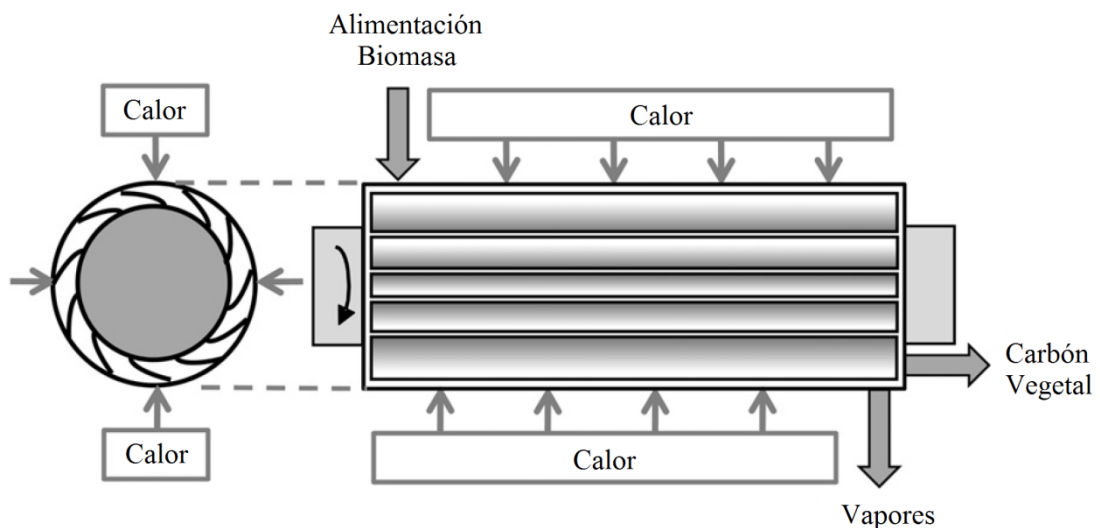 Alimentación
Biomasa
Calor
Calor
Carbón
Vegetal
Calor
Calor
Vapores